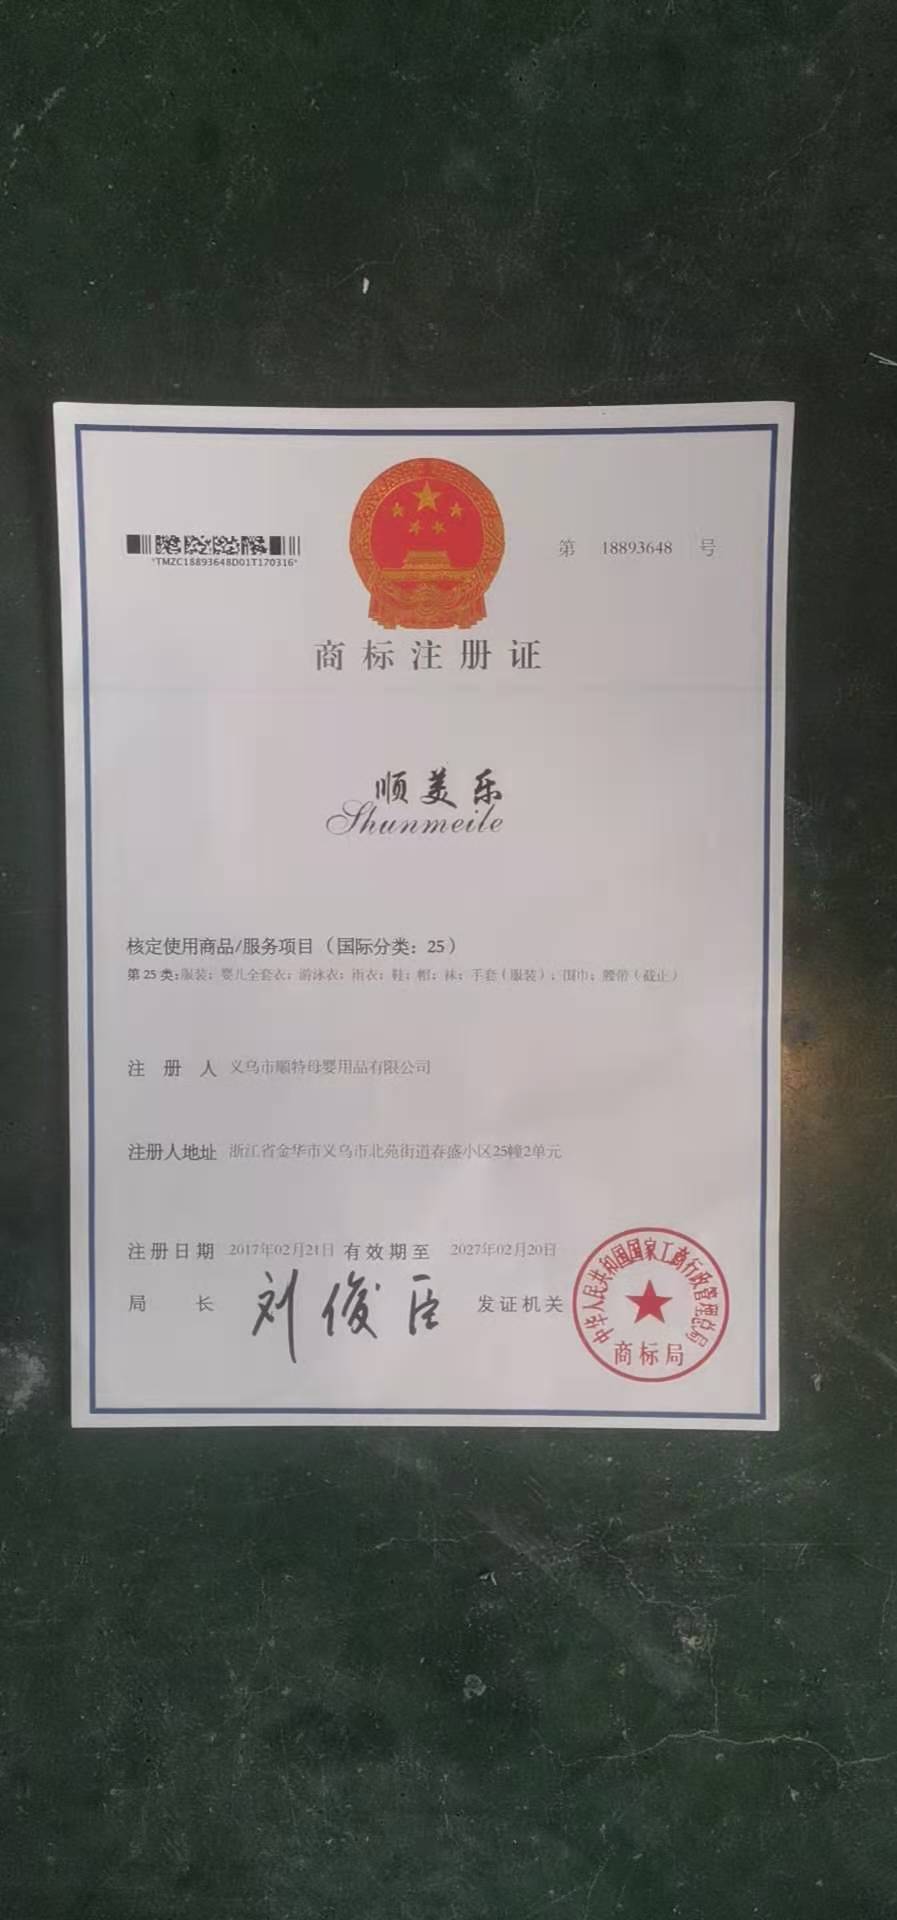 第 18893648 号
*TMZC18893648D01T170316*
商标注册证
顺美乐
Shunmeile
核定使用商品/服务项目（国际分类：25）
第25类:服装；婴儿全套衣；游泳衣；雨衣；鞋；帽；袜；手套（服装）；围巾；腰带（截止）
注册人 义乌市顺特母婴用品有限公司
注册人地址 浙江省金华市义乌市北苑街道春盛小区25幢2单元
注册日期 2017年02月21日 有效期至 2027年02月20日
局长 刘俊臣 发证机关
中华人民共和国国家工商行政管理总局
商标局